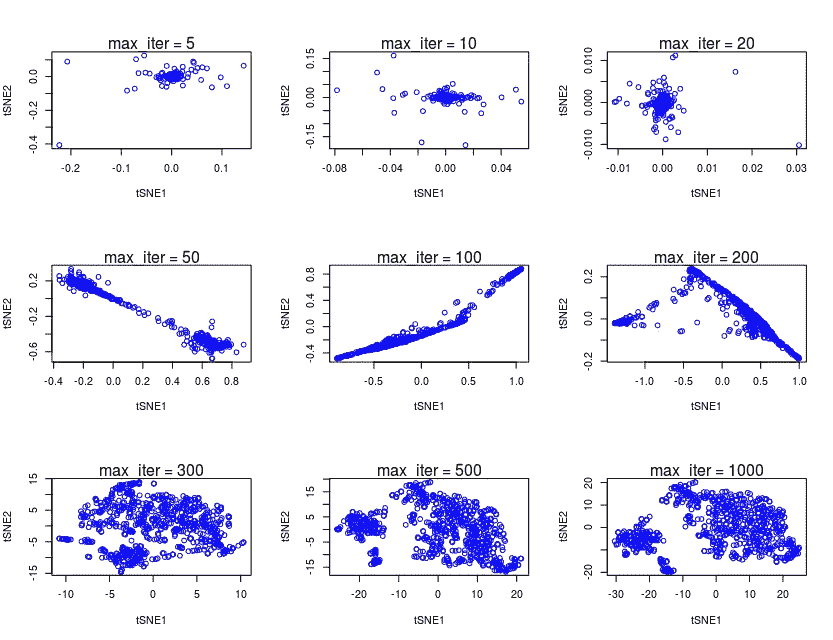 max_iter = 5
tSNE2
0.0
-0.2
-0.4
-0.2 -0.1 0.0 0.1
tSNE1
max_iter = 10
0.15
0.00
-0.15
-0.08 -0.04 0.00 0.04
tSNE1
max_iter = 20
tSNE2
0.010
0.000
-0.010
-0.01 0.00 0.01 0.02 0.03
tSNE1
max_iter = 50
tSNE2
0.2
-0.2
-0.6
-0.4 -0.2 0.0 0.2 0.4 0.6 0.8
tSNE1
max_iter = 100
tSNE2
0.8
0.4
0.0
-0.4
-0.5 0.0 0.5 1.0
tSNE1
max_iter = 200
tSNE2
0.2
0.0
-0.2
-1.0 -0.5 0.0 0.5 1.0
tSNE1
max_iter = 300
tSNE2
15
5
-5
-15
-10 -5 0 5 10
tSNE1
max_iter = 500
tSNE2
15
5
-5
-15
-20 -10 0 10 20
tSNE1
max_iter = 1000
tSNE2
20
10
0
-20
-30 -20 -10 0 10 20
tSNE1